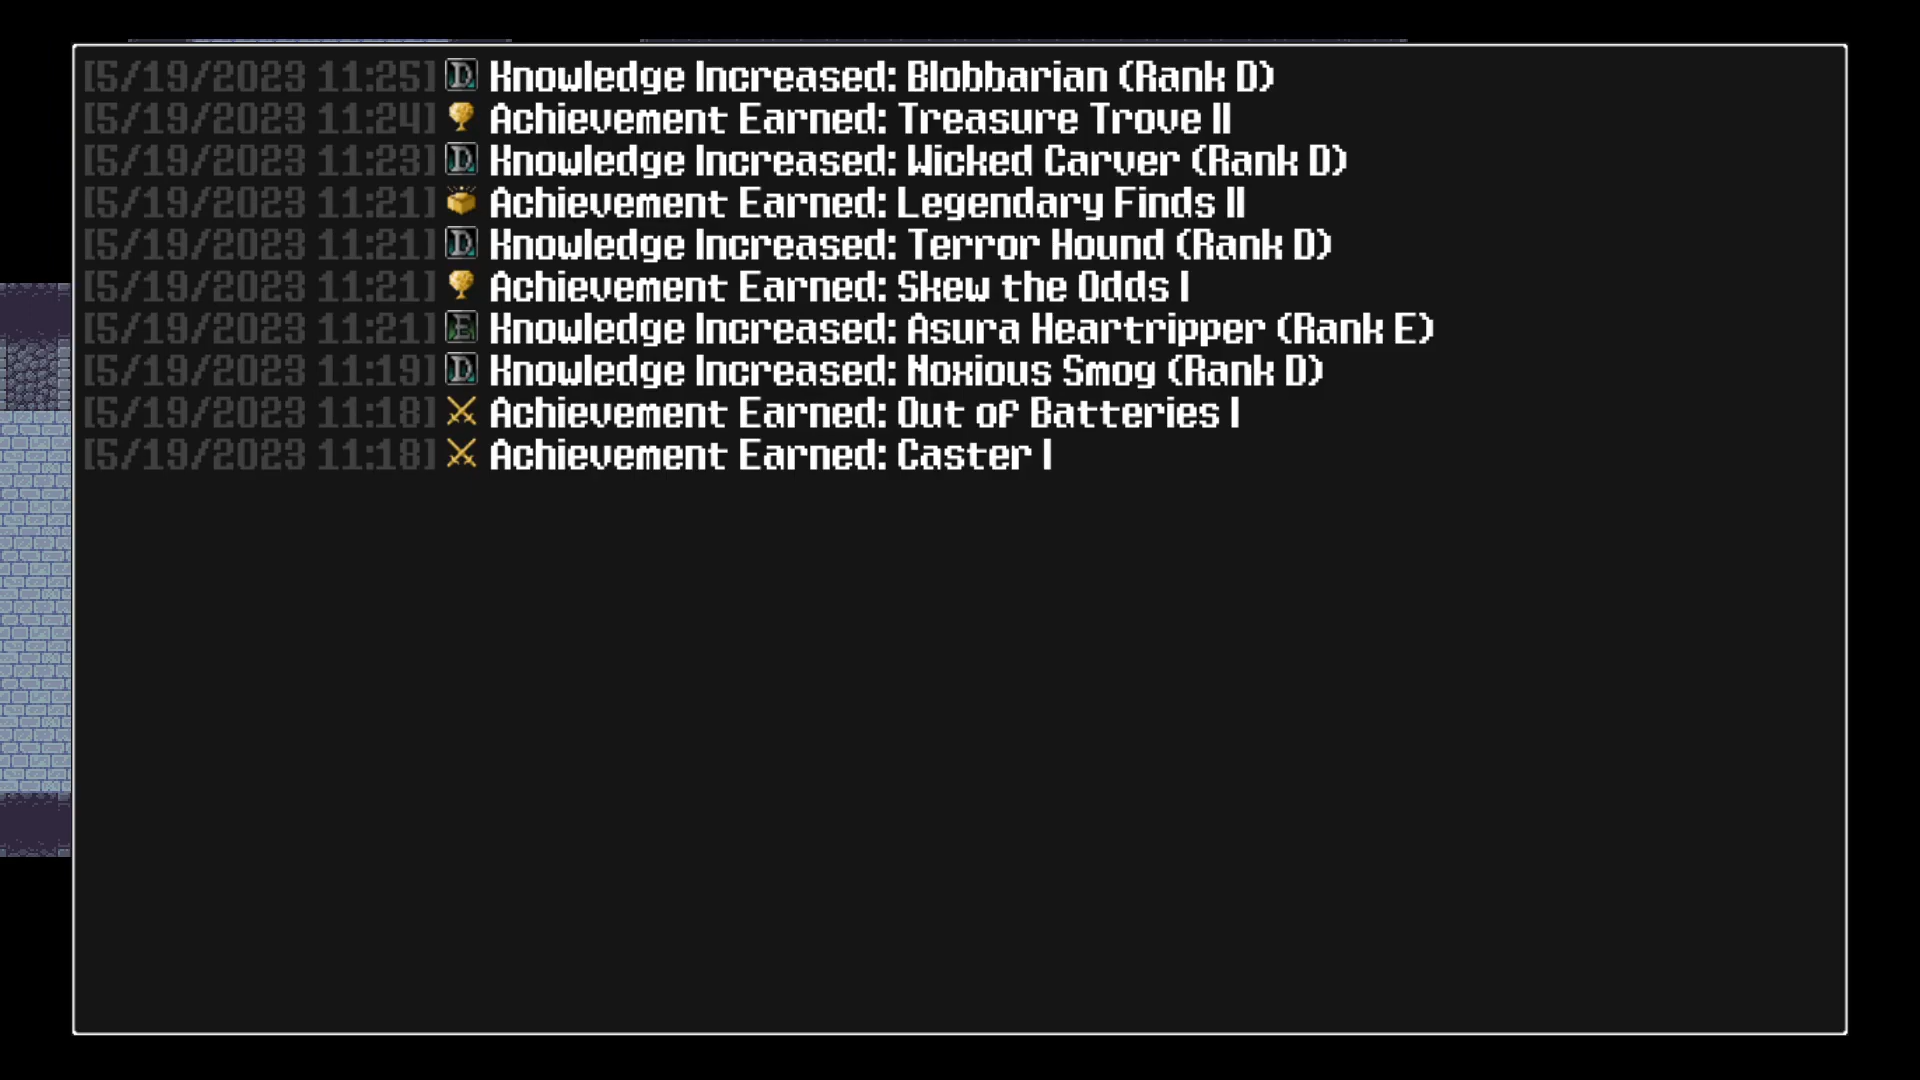 [5/19/2023 11:25] D Knowledge Increased: Blobbarian (Rank D)
[5/19/2023 11:24] Achievement Earned: Treasure Trove II
[5/19/2023 11:23] D Knowledge Increased: Wicked Carver (Rank D)
[5/19/2023 11:21] Achievement Earned: Legendary Finds II
[5/19/2023 11:21] D Knowledge Increased: Terror Hound (Rank D)
[5/19/2023 11:21] Achievement Earned: Skew the Odds I
[5/19/2023 11:21] E Knowledge Increased: Asura Heartripper (Rank E)
[5/19/2023 11:19] D Knowledge Increased: Noxious Smog (Rank D)
[5/19/2023 11:18] Achievement Earned: Out of Batteries I
[5/19/2023 11:18] Achievement Earned: Caster I